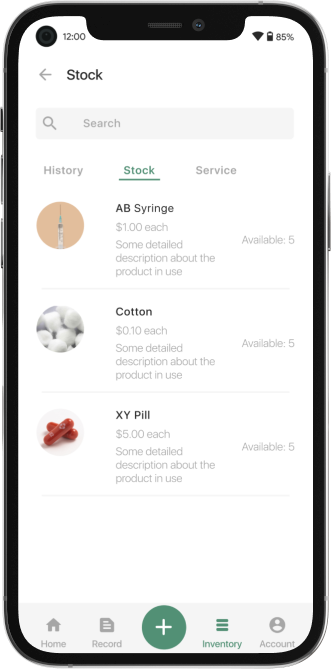 12:00
85%
Stock
Search
History
Stock
Service
AB Syringe
$1.00 each
Some detailed
description about the
product in use
Available: 5
Cotton
$0.10 each
Some detailed
description about the
product in use
Available: 5
XY Pill
$5.00 each
Some detailed
description about the
product in use
Available: 5
Home
Record
Inventory
Account